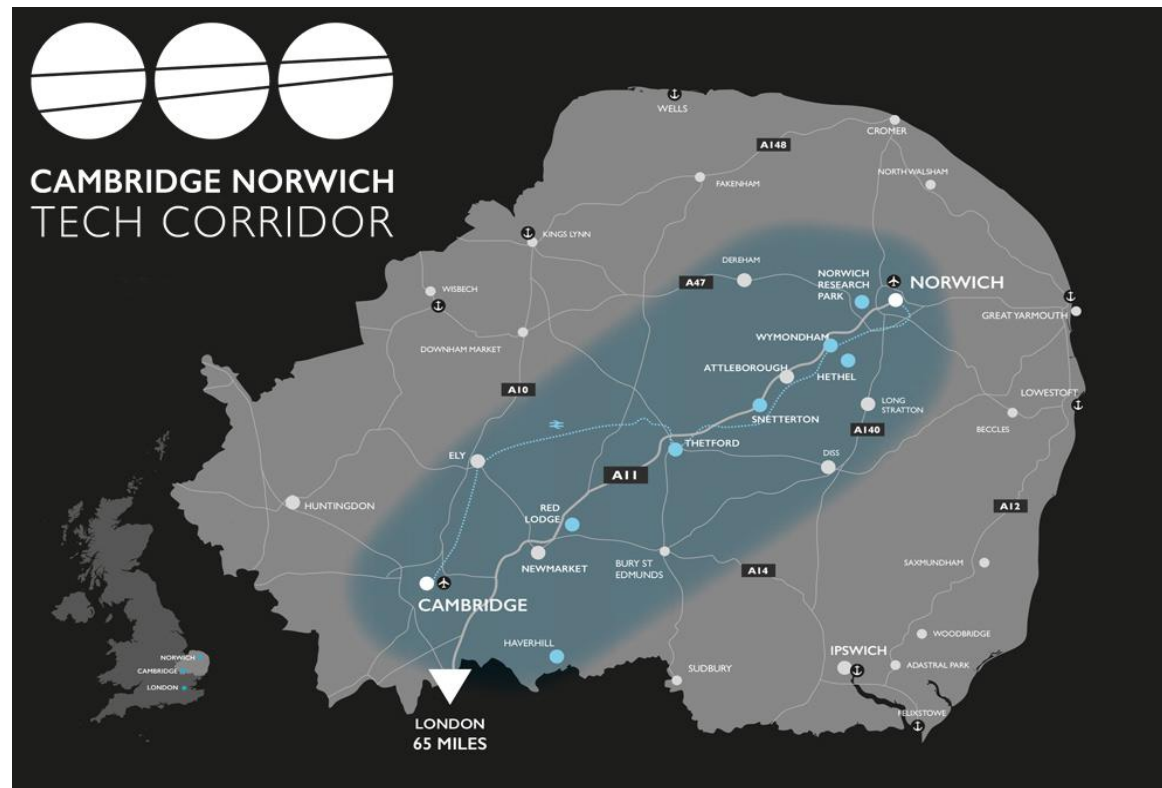 CAMBRIDGE NORWICH
TECH CORRIDOR
WELLS
CROMER
A148
NORTH WALSHAM
FAKENHAM
KINGS LYNN
DEREHAM
NORWICH
RESEARCH
PARK
NORWICH
A47
WISBECH
GREAT YARMOUTH
WYMONDHAM
DOWNHAM MARKET
ATTLEBOROUGH
HETHEL
A10
LOWESTOFT
LONG
STRATTON
SNETTERTON
BECCLES
A140
THETFORD
ELY
DISS
A11
HUNTINGDON
RED
LODGE
A12
NEWMARKET
BURY ST
EDMUNDS
A14
SAXMUNDHAM
CAMBRIDGE
WOODBRIDGE
HAVERHILL
IPSWICH
ADASTRAL PARK
SUDBURY
NORWICH
CAMBRIDGE
LONDON
FELIXSTOWE
LONDON
65 MILES